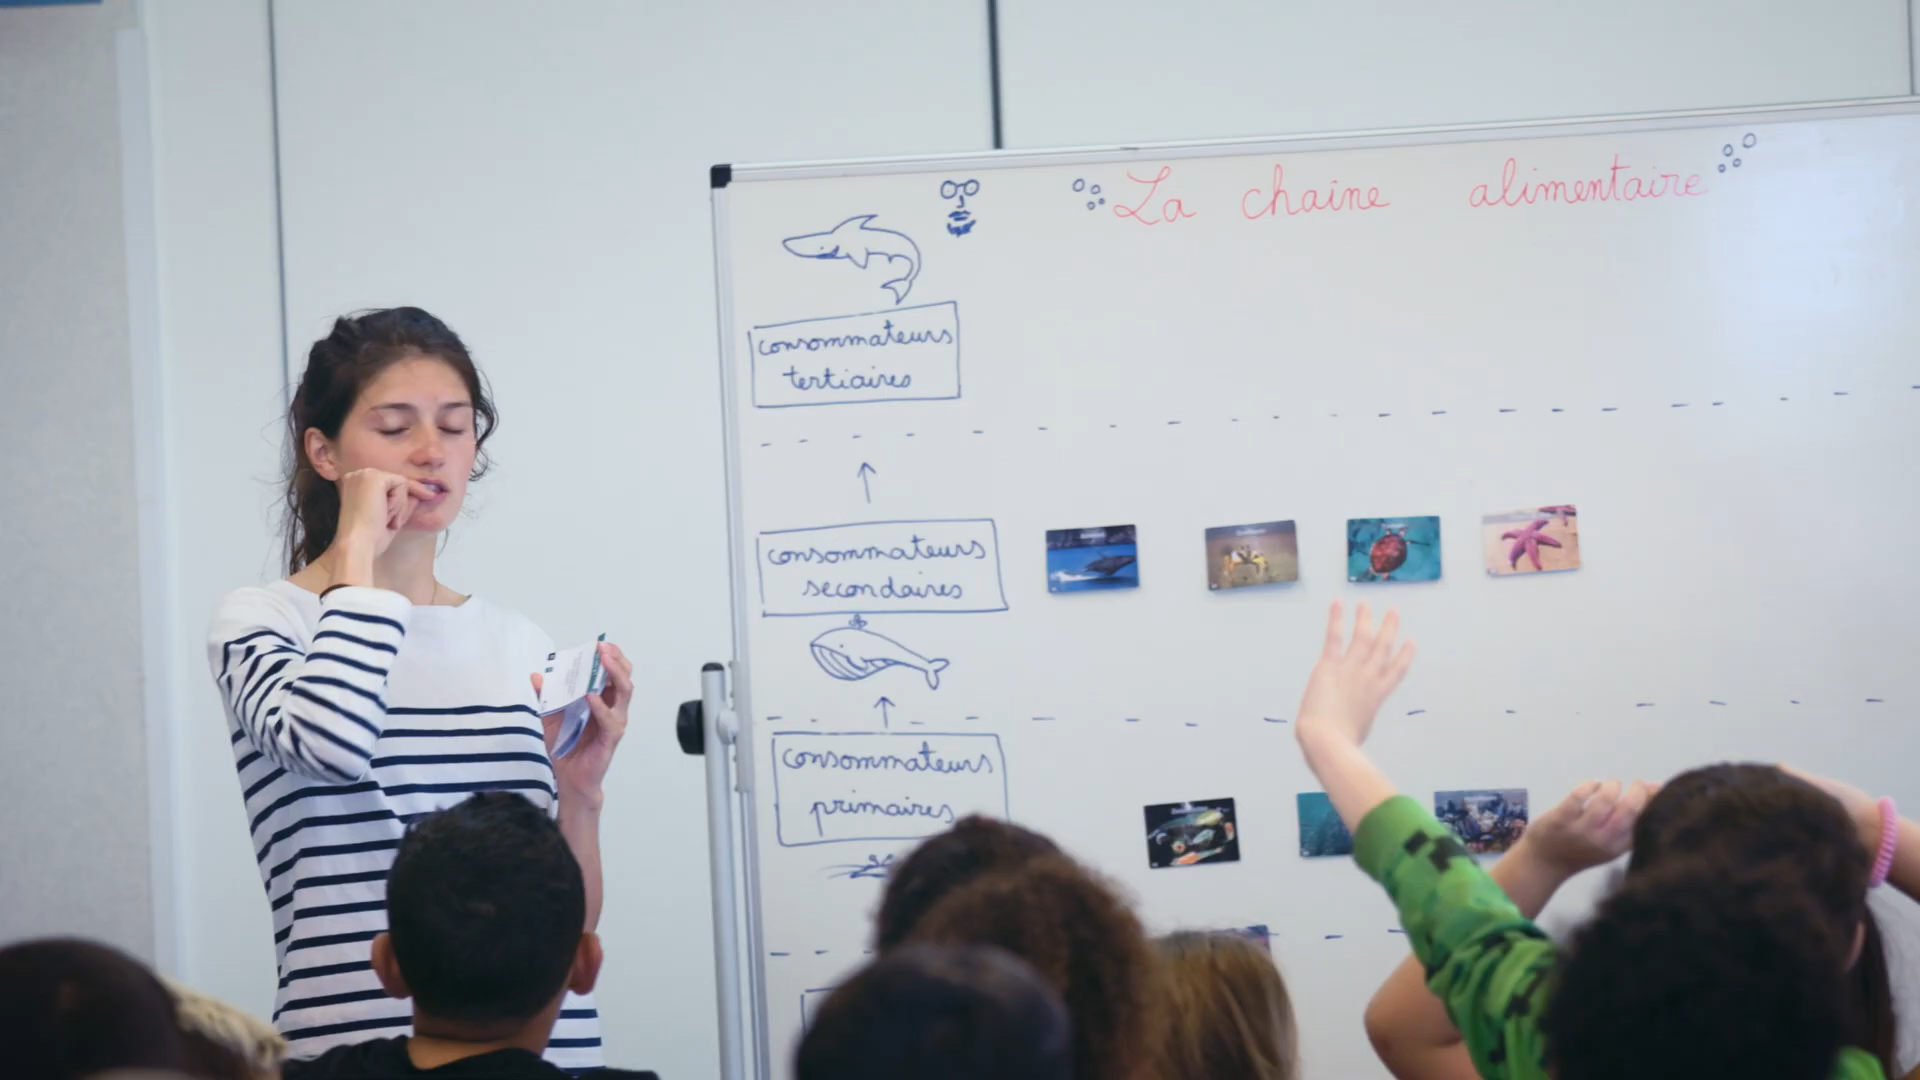 La chaine alimentaire
consommateurs
tertiaires
consommateurs
secondaires
consommateurs
primaires